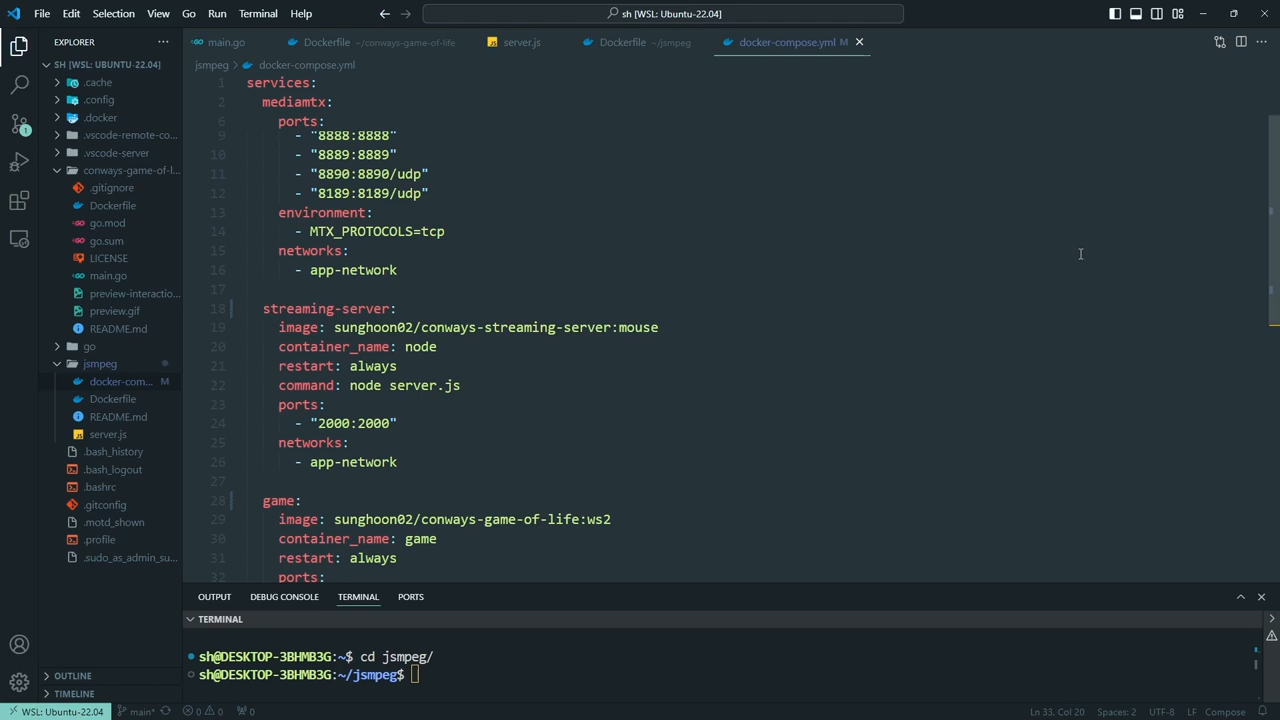 File Edit Selection View Go Run Terminal Help
sh [WSL: Ubuntu-22.04]
EXPLORER
main.go
Dockerfile ~/conways-game-of-life
server.js
Dockerfile ~/jsmpeg
docker-compose.yml M
SH [WSL: UBUNTU-22.04]
jsmpeg > docker-compose.yml
.cache
.config
.docker
.vscode-remote-co...
.vscode-server
conways-game-of-l...
.gitignore
Dockerfile
go.mod
go.sum
LICENSE
main.go
preview-interactio...
preview.gif
README.md
go
jsmpeg
docker-com... M
Dockerfile
README.md
server.js
.bash_history
.bash_logout
.bashrc
.gitconfig
.motd_shown
.profile
.sudo_as_admin_su...
OUTLINE
TIMELINE
1 services:
2 mediamtx:
6 ports:
9 - "8888:8888"
10 - "8889:8889"
11 - "8890:8890/udp"
12 - "8189:8189/udp"
13 environment:
14 - MTX_PROTOCOLS=tcp
15 networks:
16 - app-network
17
18 streaming-server:
19 image: sunghoon02/conways-streaming-server:mouse
20 container_name: node
21 restart: always
22 command: node server.js
23 ports:
24 - "2000:2000"
25 networks:
26 - app-network
27
28 game:
29 image: sunghoon02/conways-game-of-life:ws2
30 container_name: game
31 restart: always
32 ports:
OUTPUT DEBUG CONSOLE TERMINAL PORTS
TERMINAL
sh@DESKTOP-3BHMB3G:~$ cd jsmpeg/
sh@DESKTOP-3BHMB3G:~/jsmpeg$
WSL: Ubuntu-22.04 main* 0 0 0 Ln 33, Col 20 Spaces: 2 UTF-8 LF Compose